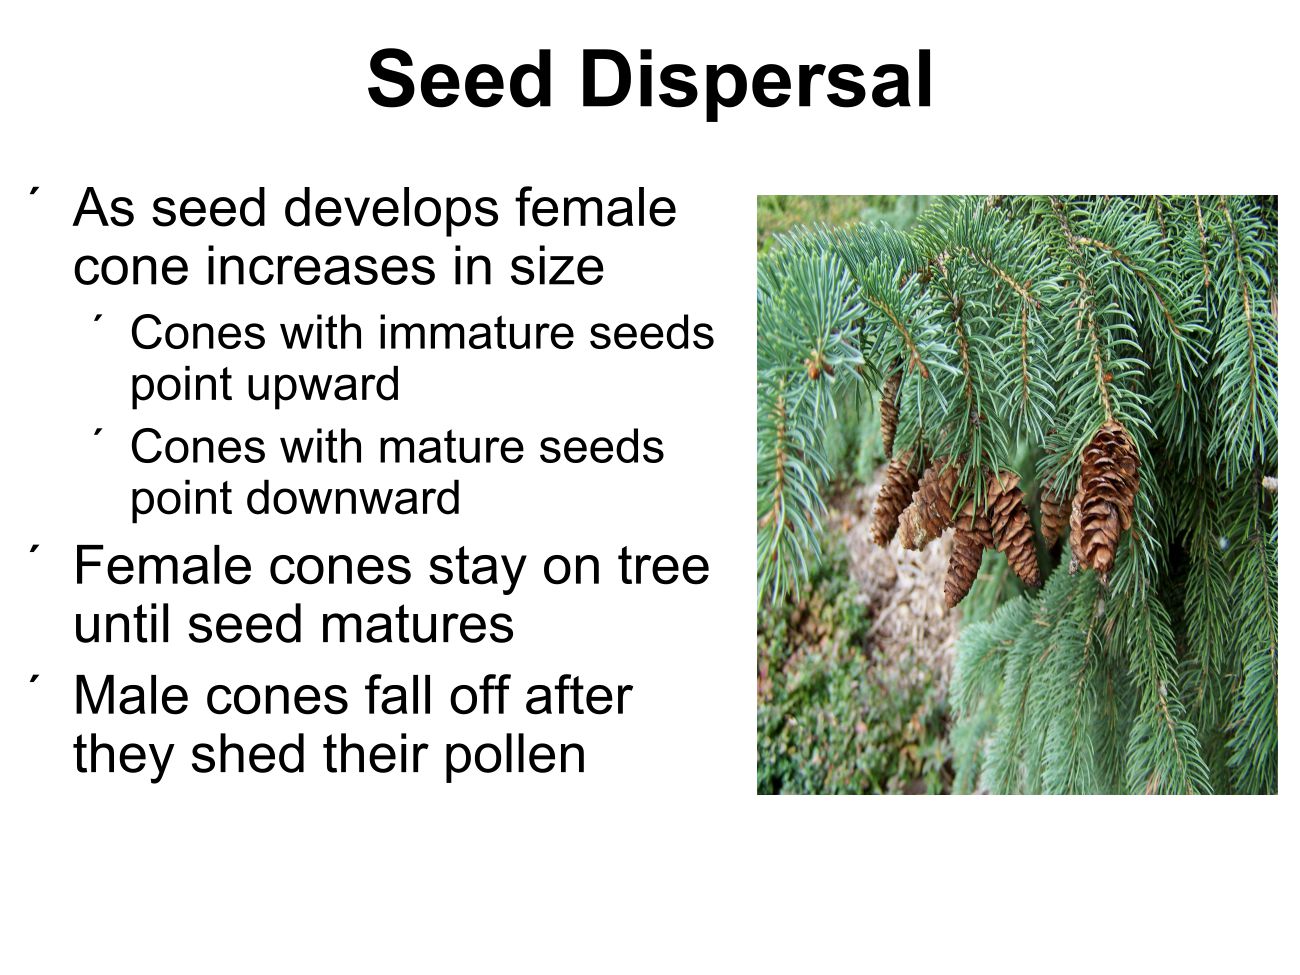 Seed Dispersal
´ As seed develops female
cone increases in size
´ Cones with immature seeds
point upward
´ Cones with mature seeds
point downward
´ Female cones stay on tree
until seed matures
´ Male cones fall off after
they shed their pollen